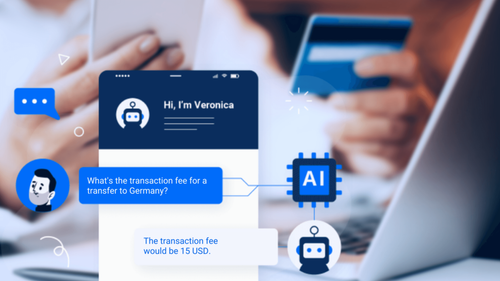 Hi, I'm Veronica
What's the transaction fee for a
transfer to Germany?
AI
The transaction fee
would be 15 USD.